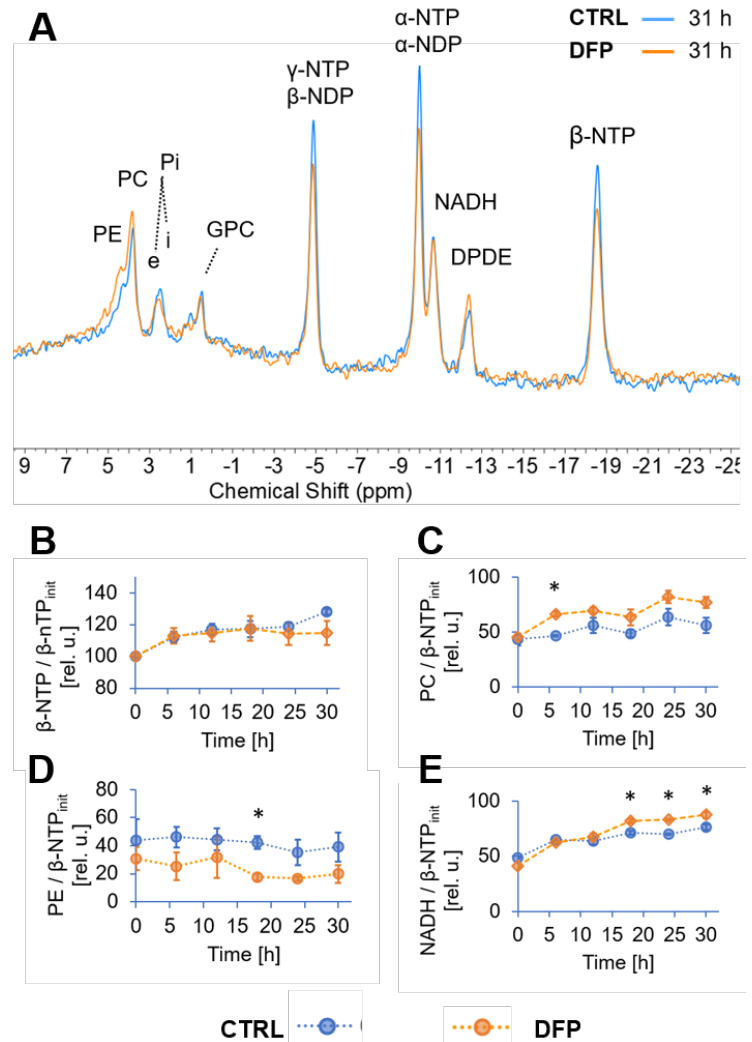 A
α-NTP
α-NDP
CTRL 31 h
DFP 31 h
γ-NTP
β-NDP
β-NTP
Pi
PC
NADH
PE
i
GPC
DPDE
e
9 7 5 3 1 -1 -3 -5 -7 -9 -11 -13 -15 -17 -19 -21 -23 -25
Chemical Shift (ppm)
B
β-NTP / β-nTPinit
[rel. u.]
140
120
100
80
0 5 10 15 20 25 30
Time [h]
C
PC / β-NTPinit
[rel. u.]
100
50
0
*
0 5 10 15 20 25 30
Time [h]
D
PE / β-NTPinit
[rel. u.]
80
60
40
20
0
*
0 5 10 15 20 25 30
Time [h]
E
NADH / β-NTPinit
[rel. u.]
100
50
0
* * *
0 5 10 15 20 25 30
Time [h]
CTRL DFP